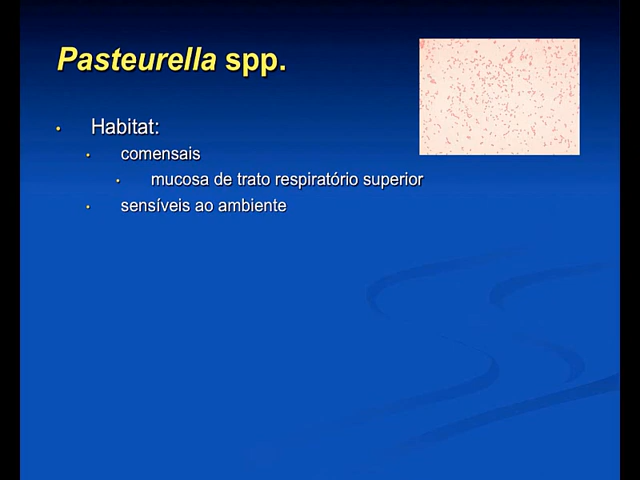 Pasteurella spp.
Habitat:
comensais
mucosa de trato respiratório superior
sensíveis ao ambiente